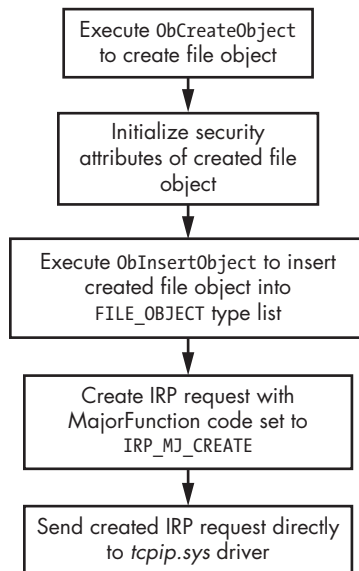 Execute ObCreateObject
to create file object
Initialize security
attributes of created file
object
Execute ObInsertObject to insert
created file object into
FILE_OBJECT type list
Create IRP request with
MajorFunction code set to
IRP_MJ_CREATE
Send created IRP request directly
to tcpip.sys driver